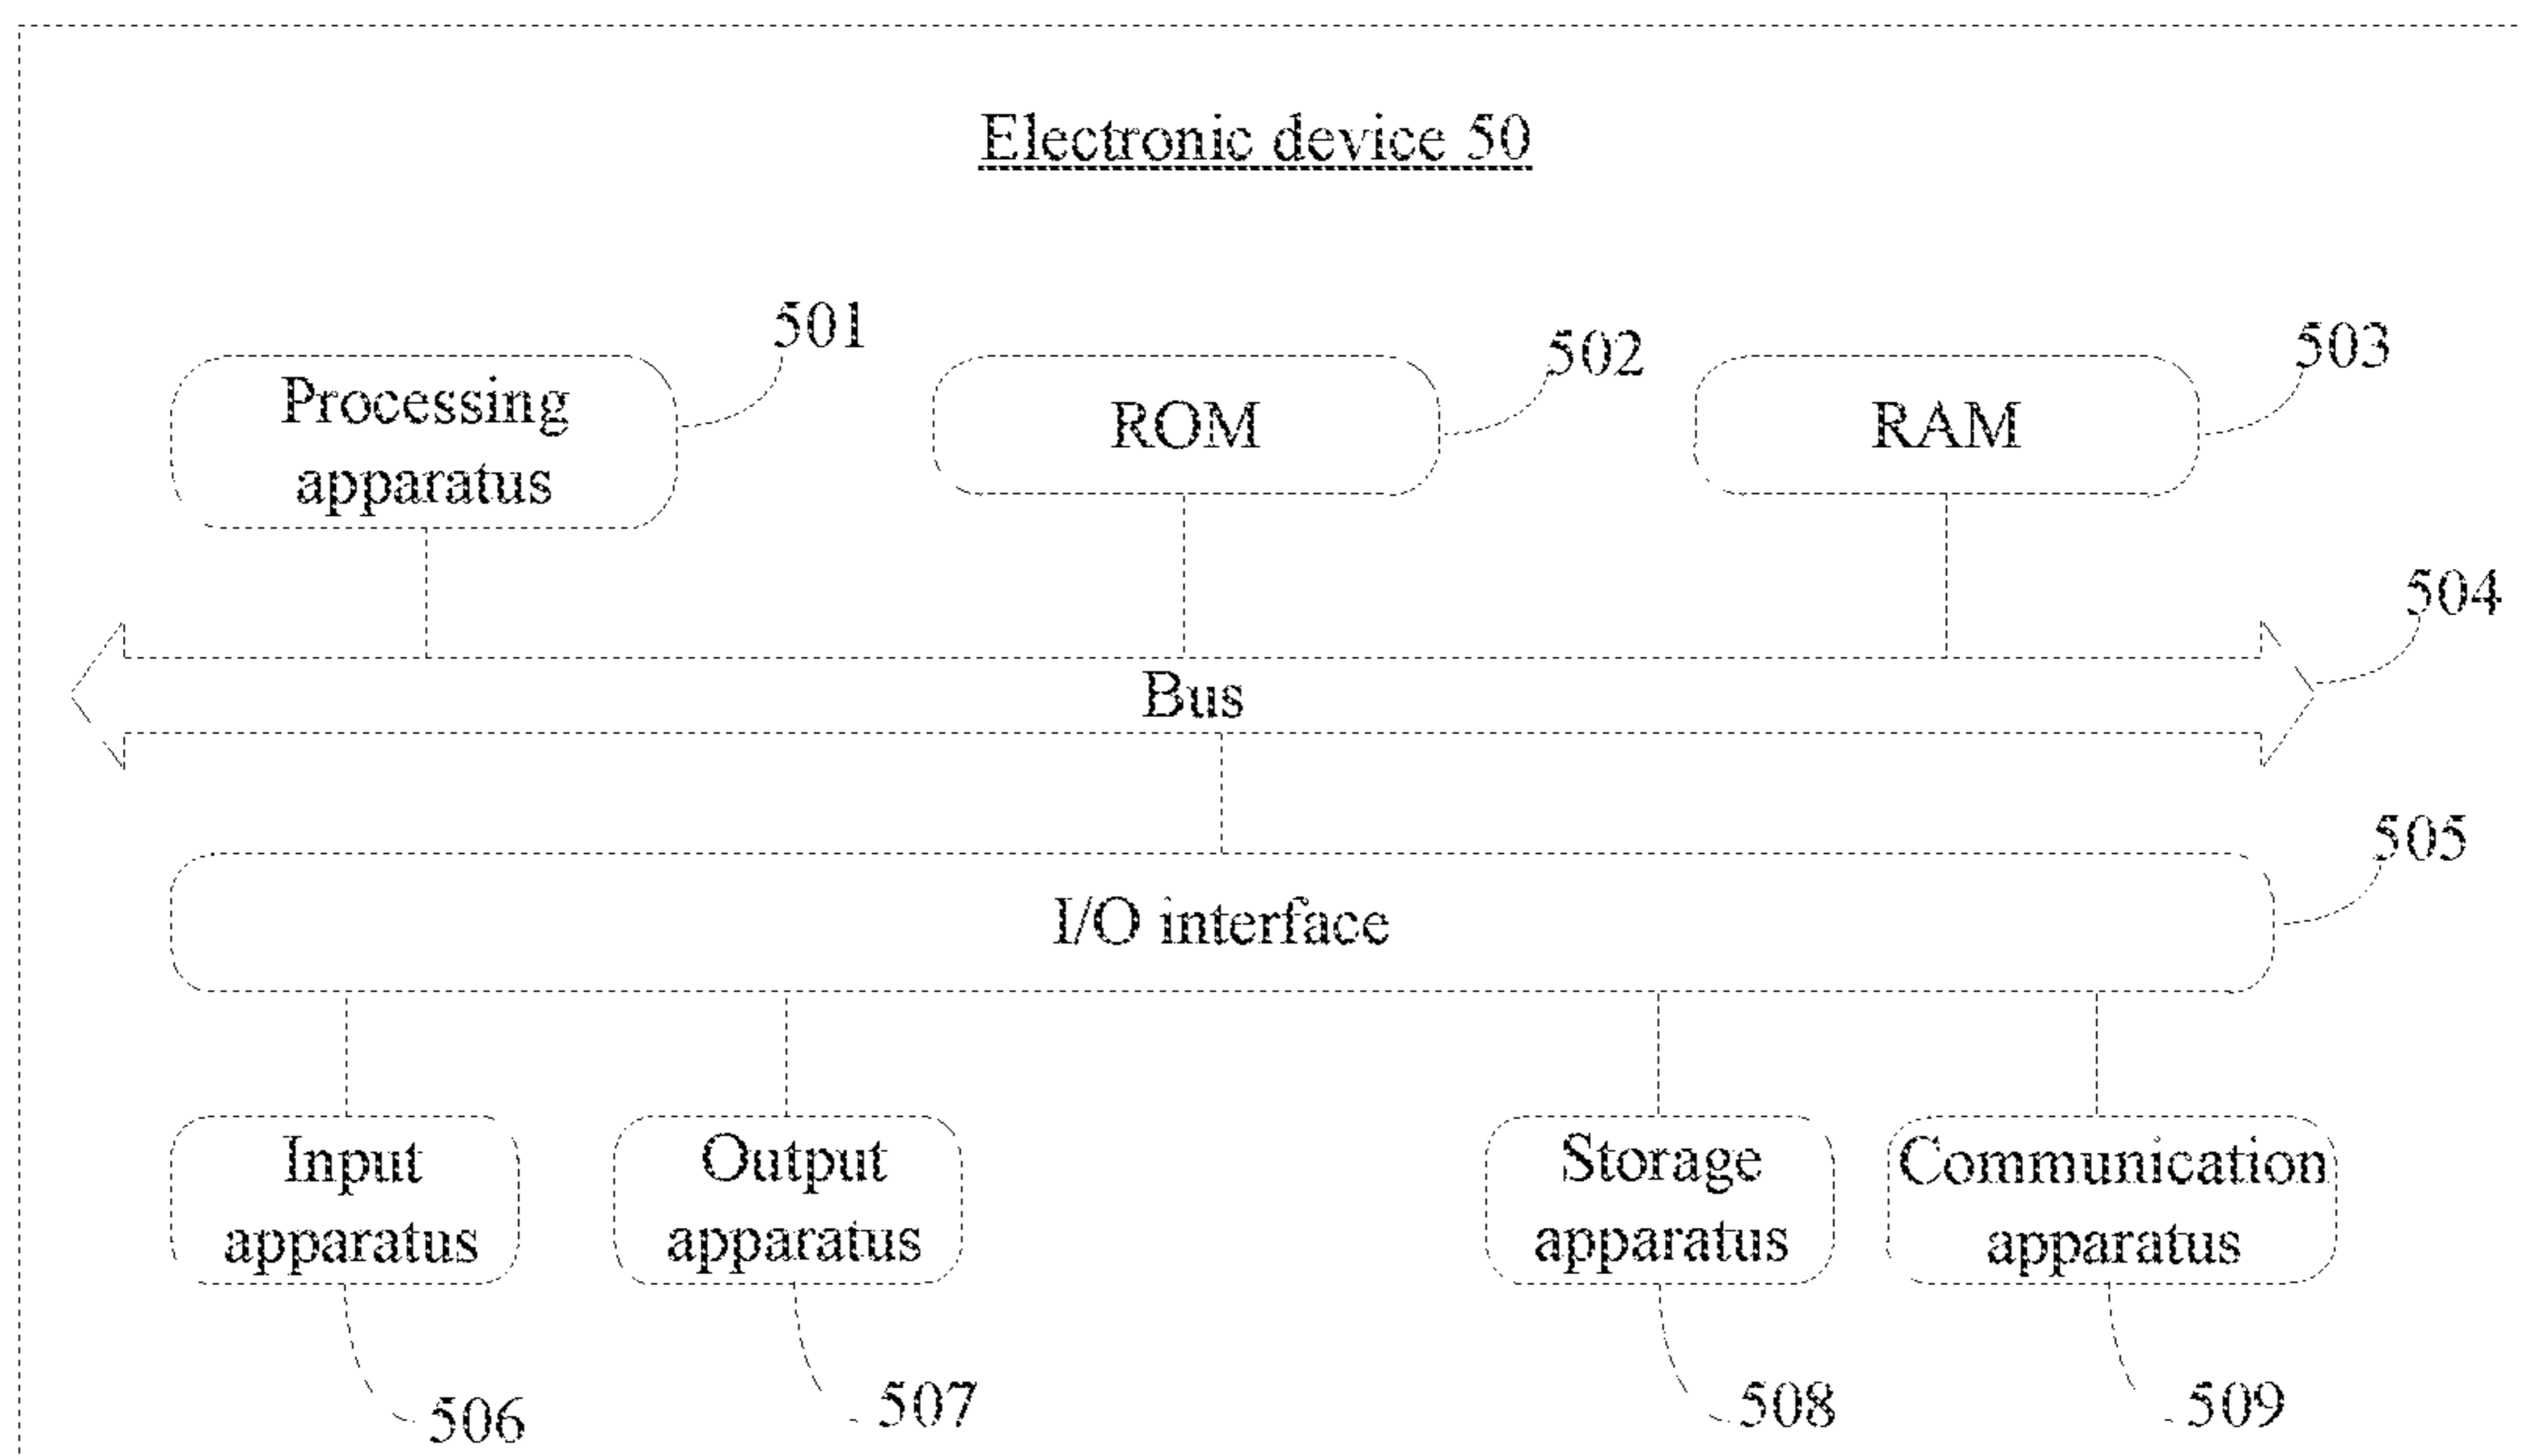 Electronic device 50
501
502
503
Processing
apparatus
ROM
RAM
504
Bus
505
I/O interface
Input
apparatus
Output
apparatus
Storage
apparatus
Communication
apparatus
506
507
508
509